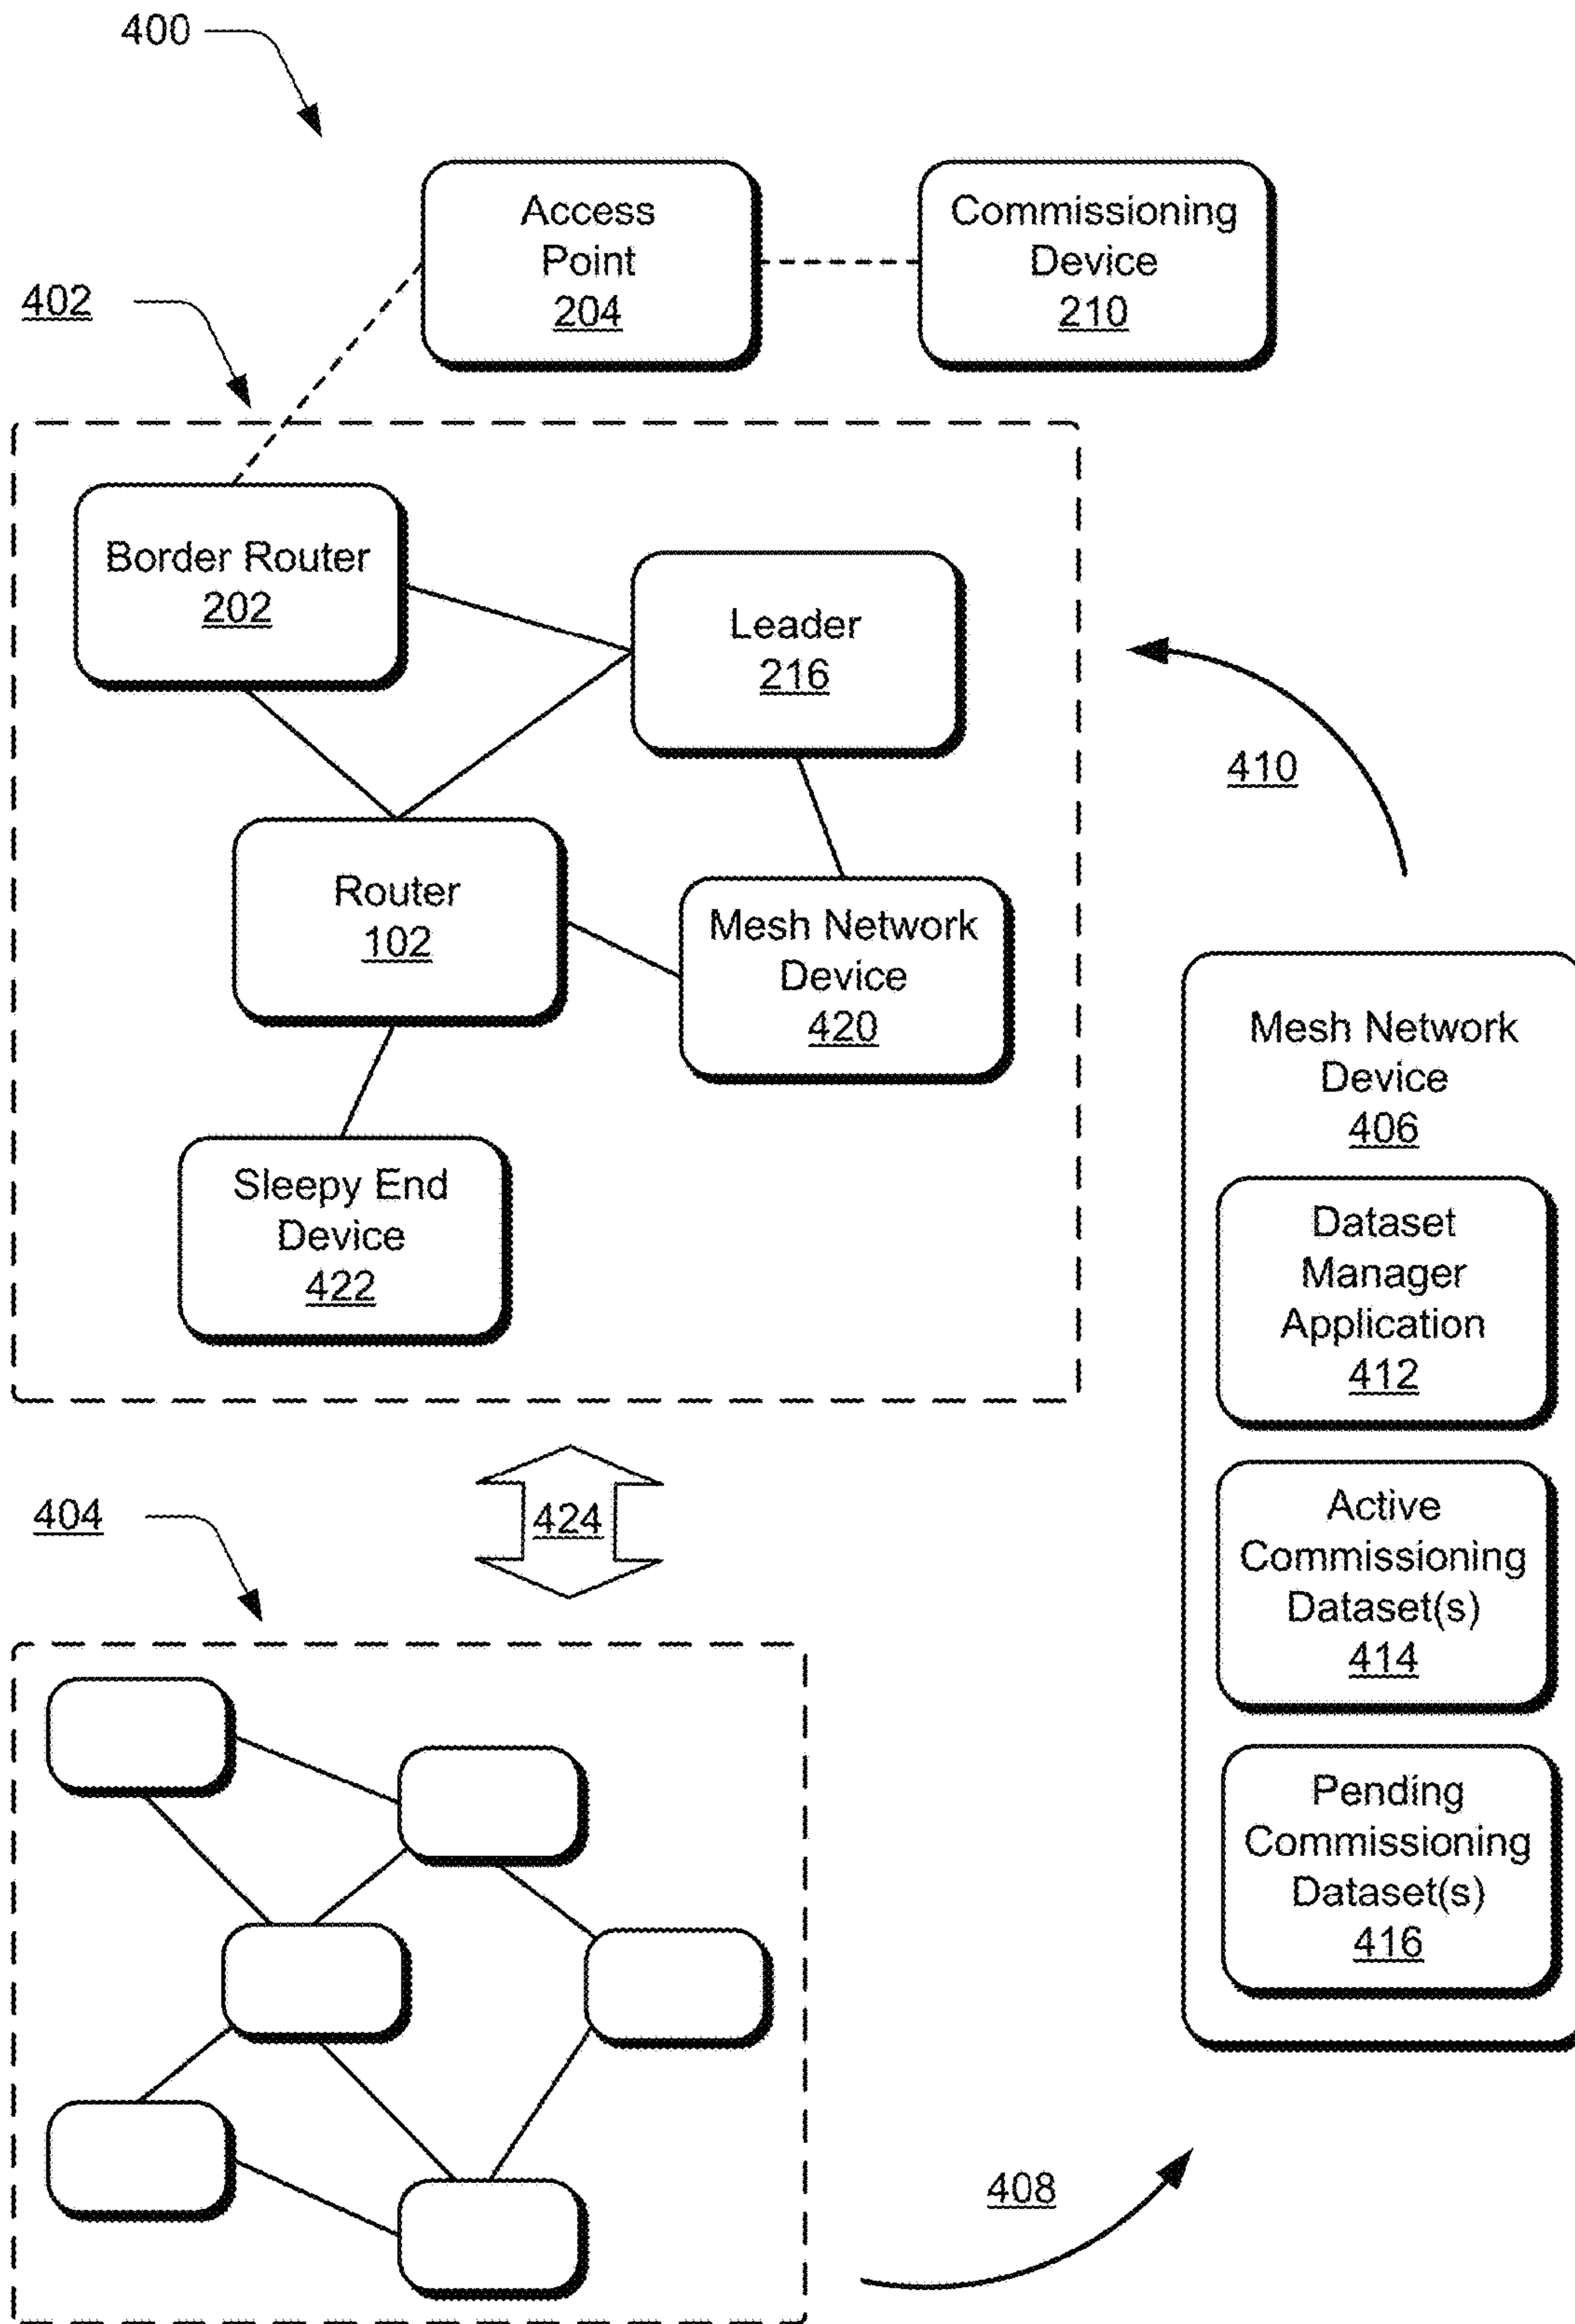 400
Access
Point
204
Commissioning
Device
210
402
Border Router
202
Leader
216
410
Router
102
Mesh Network
Device
420
Sleepy End
Device
422
Mesh Network
Device
406
Dataset
Manager
Application
412
Active
Commissioning
Dataset(s)
414
Pending
Commissioning
Dataset(s)
416
424
404
408